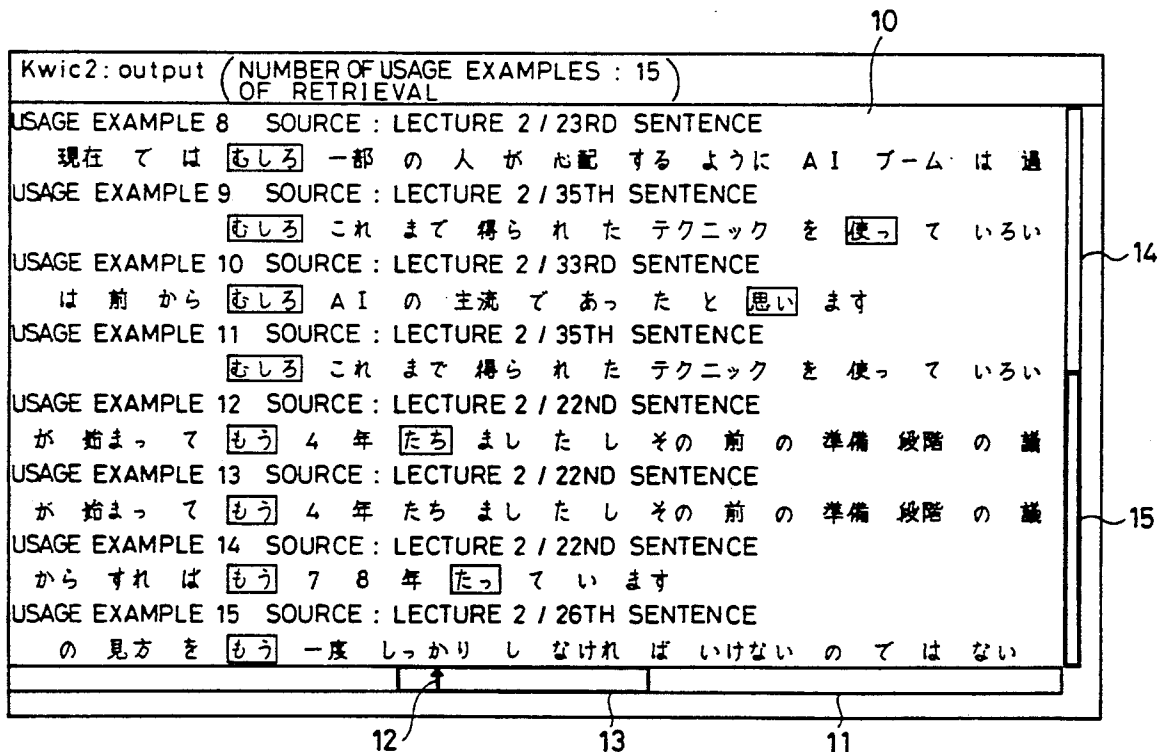 10
Kwic2: output (NUMBER OF USAGE EXAMPLES : 15
OF RETRIEVAL)
USAGE EXAMPLE 8 SOURCE : LECTURE 2 / 23RD SENTENCE
現在 で は むしろ 一部 の 人 が 心配 する ように A I ブーム は 過
USAGE EXAMPLE 9 SOURCE : LECTURE 2 / 35TH SENTENCE
むしろ これ まで 得ら れ た テクニック を 使っ て いろい
14
USAGE EXAMPLE 10 SOURCE : LECTURE 2 / 33RD SENTENCE
は 前 から むしろ A I の 主流 で あっ た と 思い ます
USAGE EXAMPLE 11 SOURCE : LECTURE 2 / 35TH SENTENCE
むしろ これ まで 得ら れ た テクニック を 使っ て いろい
USAGE EXAMPLE 12 SOURCE : LECTURE 2 / 22ND SENTENCE
が 始まっ て もう 4 年 たち まし た し その 前 の 準備 段階 の 議
USAGE EXAMPLE 13 SOURCE : LECTURE 2 / 22ND SENTENCE
が 始まっ て もう 4 年 たち まし た し その 前 の 準備 段階 の 議
15
USAGE EXAMPLE 14 SOURCE : LECTURE 2 / 22ND SENTENCE
から すれ ば もう 7 8 年 たっ て い ます
USAGE EXAMPLE 15 SOURCE : LECTURE 2 / 26TH SENTENCE
の 見方 を もう 一度 しっかり し なけれ ば いけない の で は ない
12 13 11